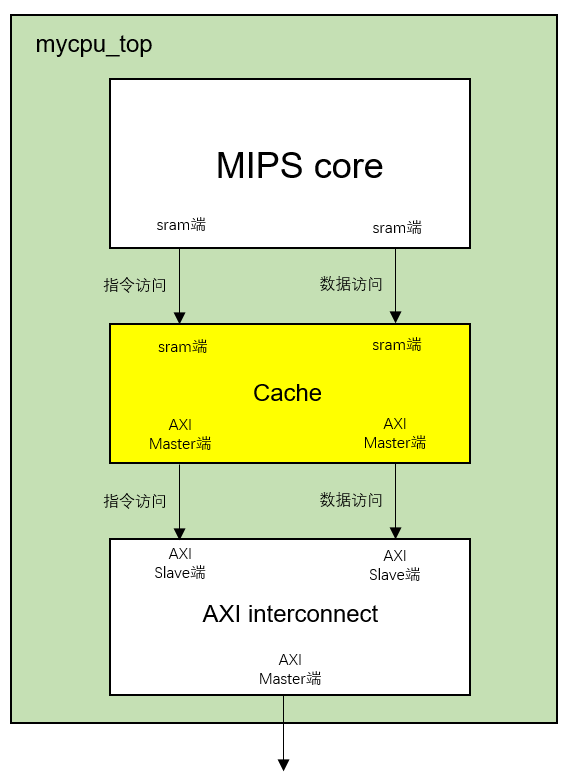 mycpu_top
MIPS core
sram端
sram端
指令访问
数据访问
sram端
sram端
Cache
AXI
Master端
AXI
Master端
指令访问
数据访问
AXI
Slave端
AXI
Slave端
AXI interconnect
AXI
Master端